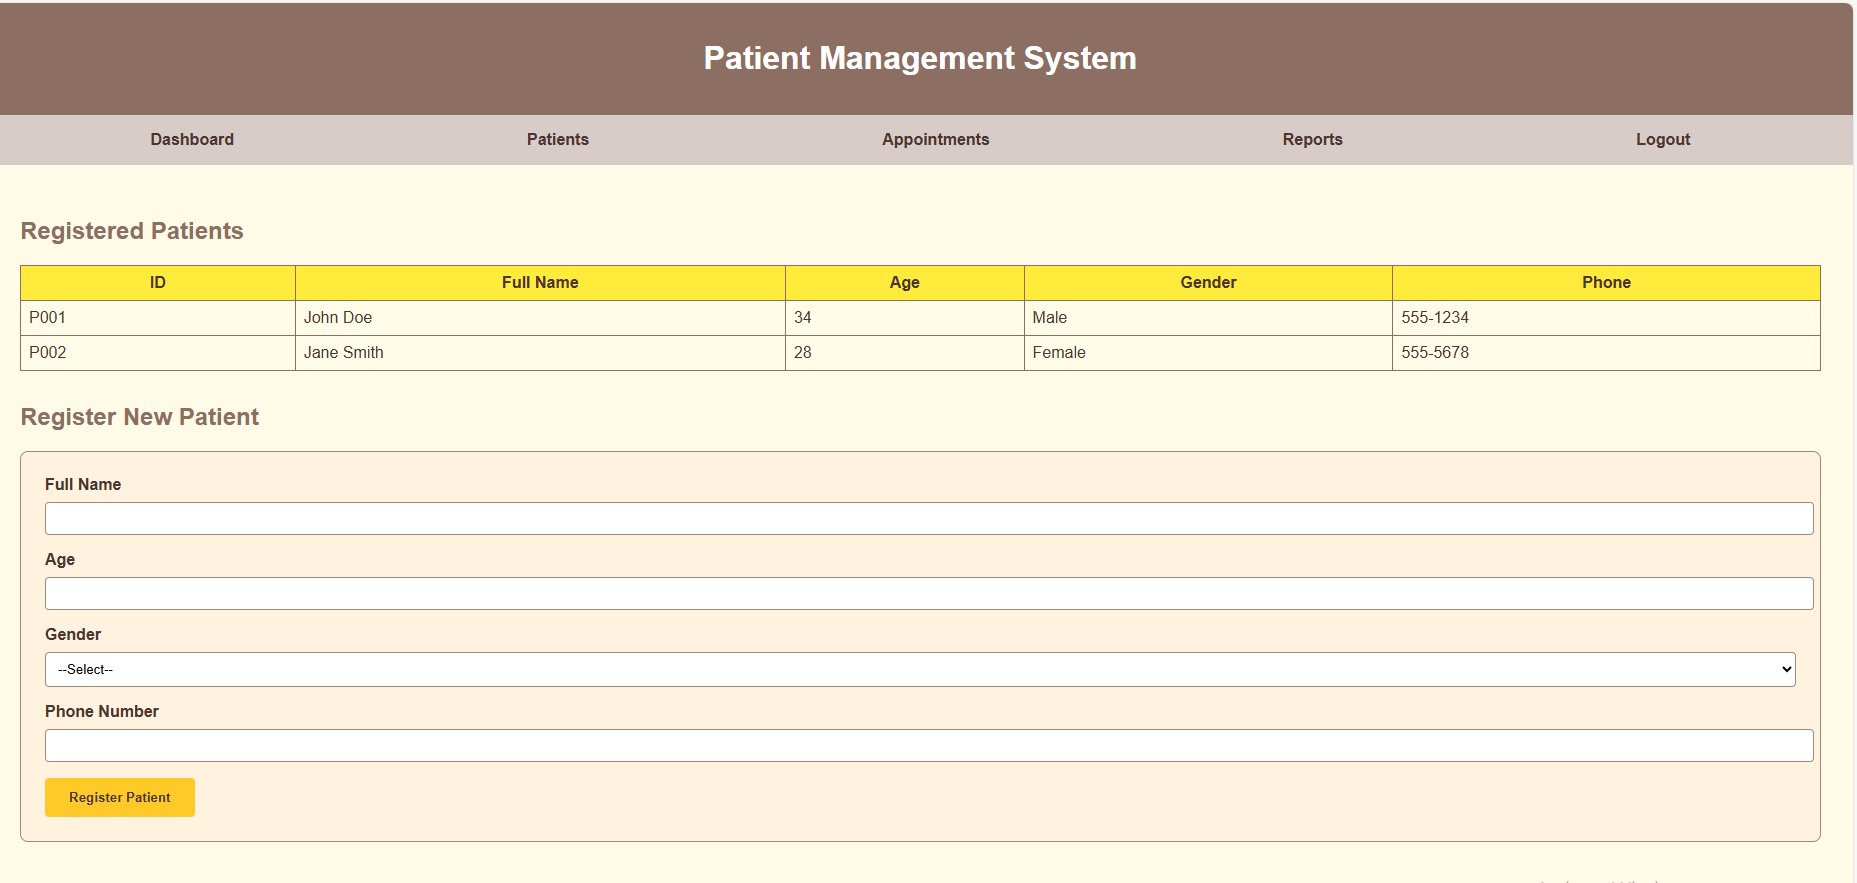 Patient Management System
Dashboard Patients Appointments Reports Logout
Registered Patients
ID Full Name Age Gender Phone
P001 John Doe 34 Male 555-1234
P002 Jane Smith 28 Female 555-5678
Register New Patient
Full Name
Age
Gender
--Select--
Phone Number
Register Patient